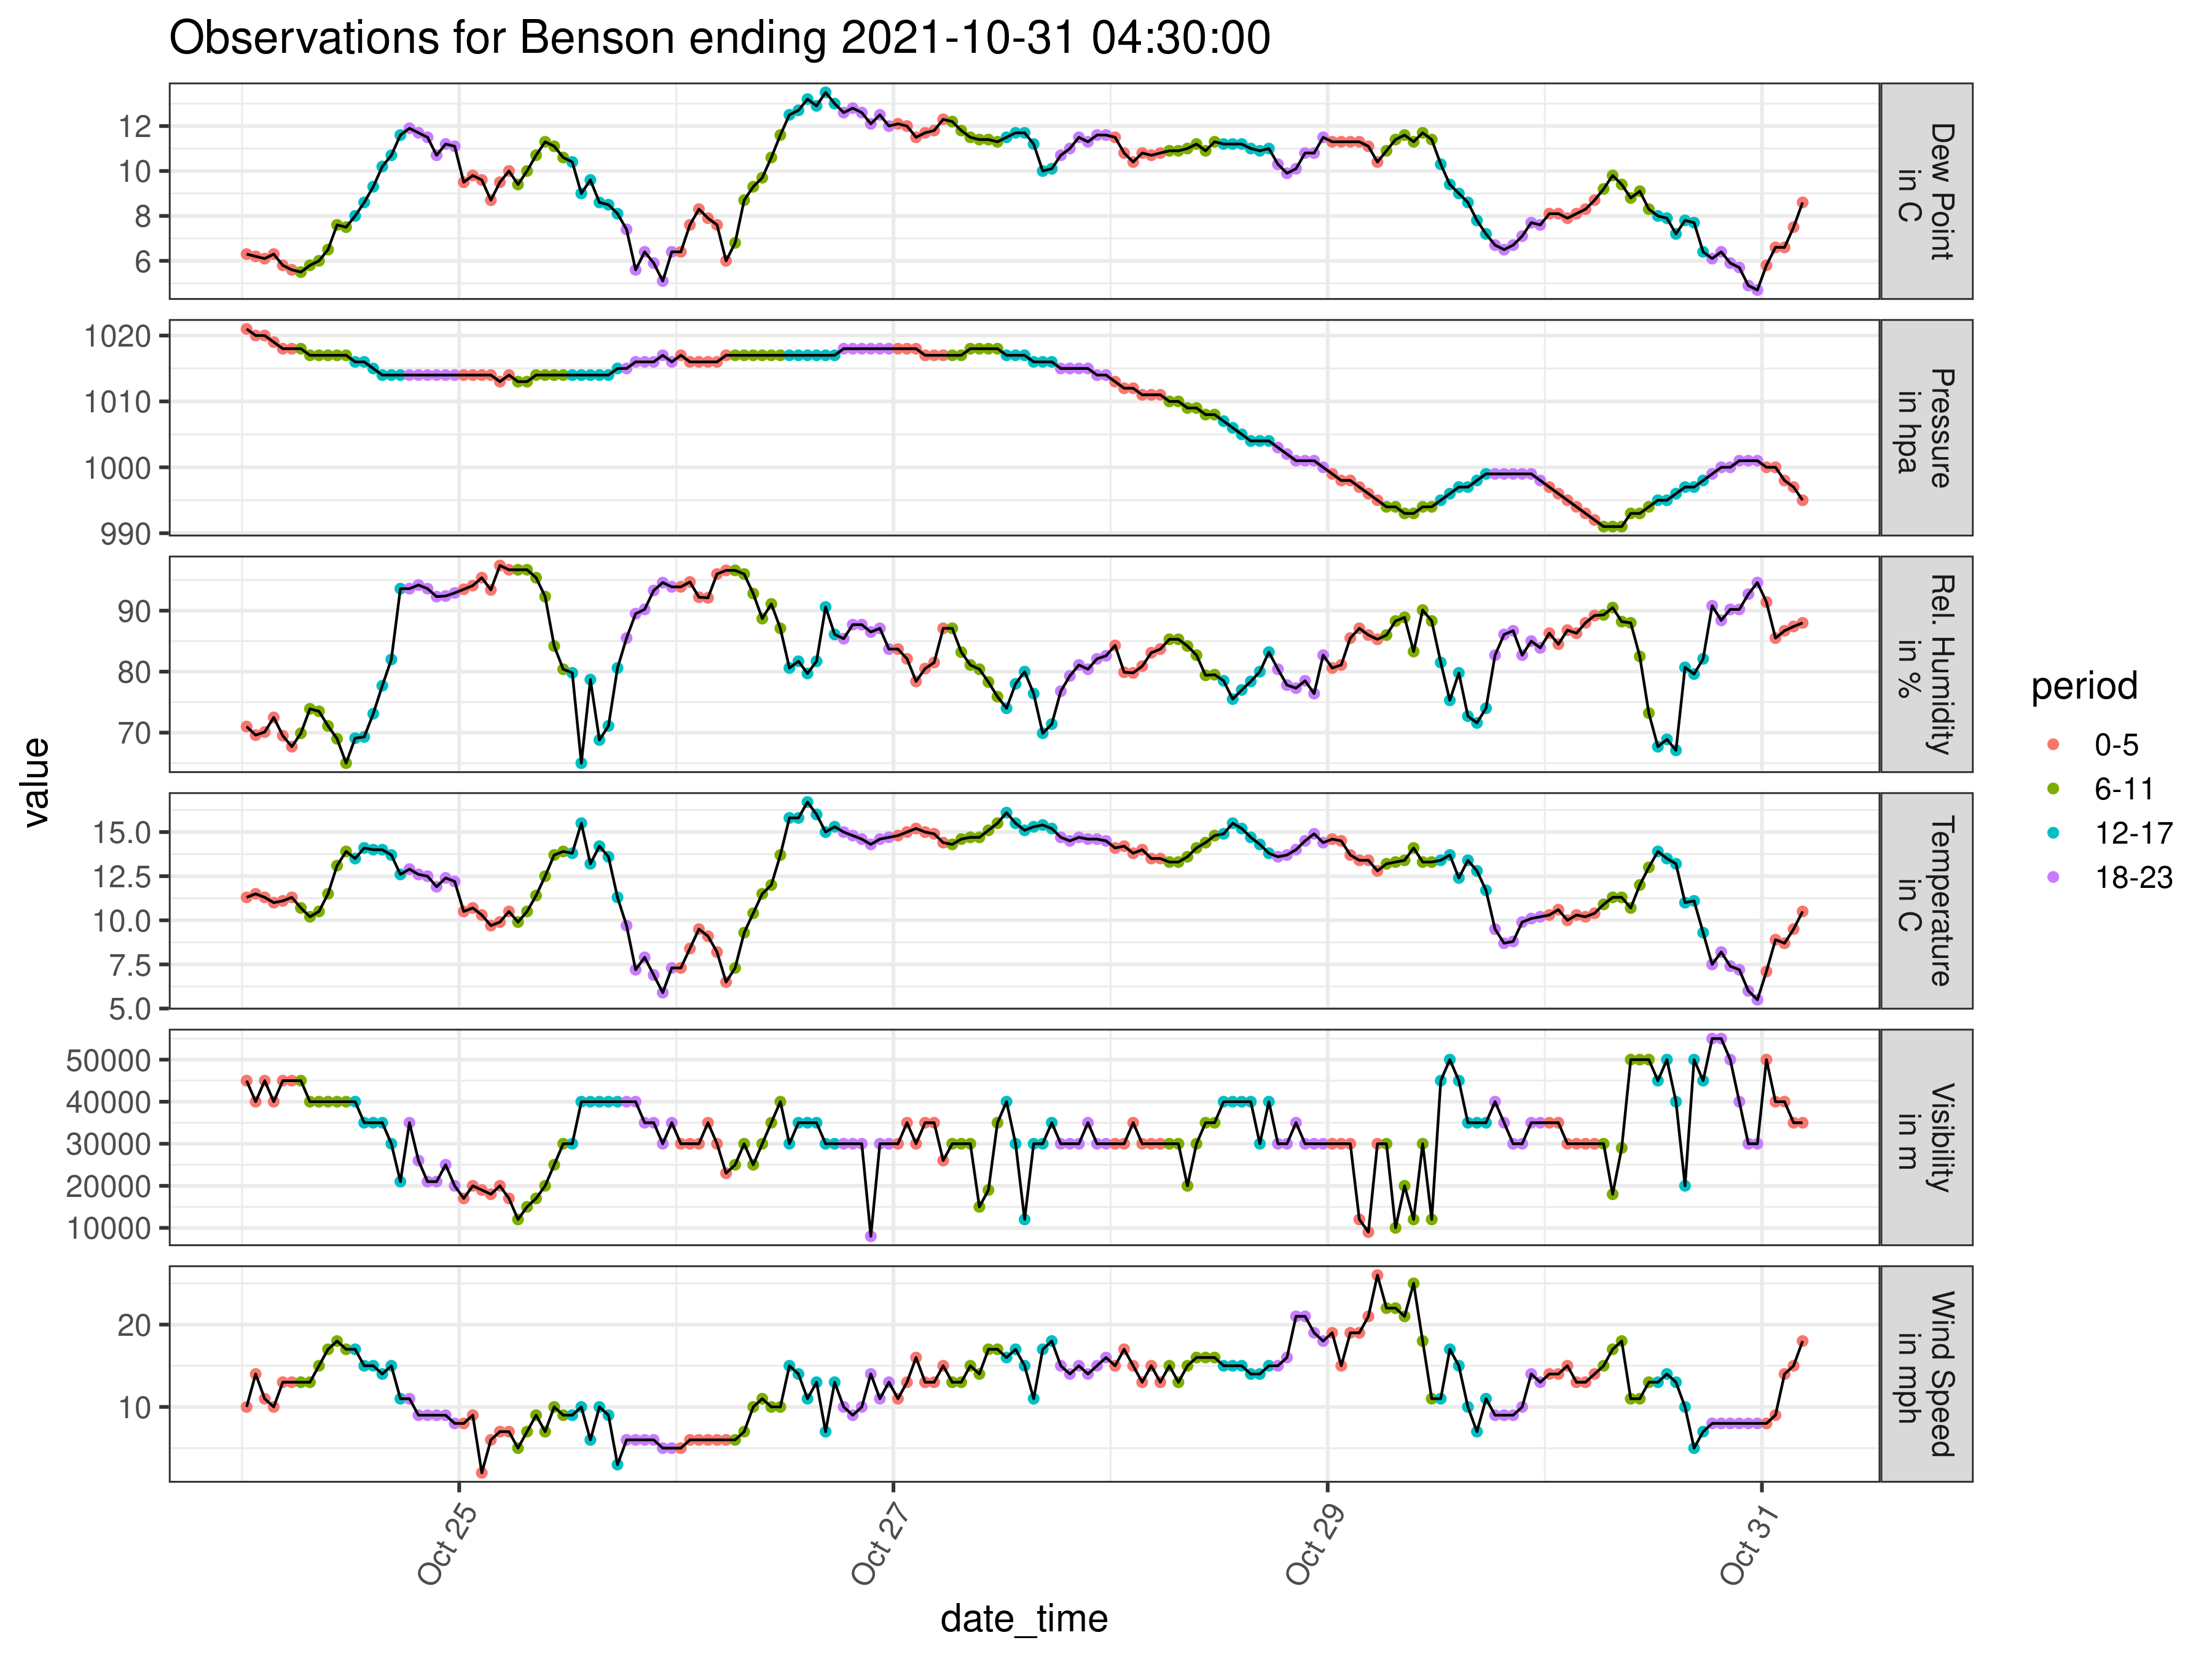 Observations for Benson ending 2021-10-31 04:30:00
value
12
10
8
6
Dew Point
in C
1020
1010
1000
990
Pressure
in hpa
90
80
70
Rel. Humidity
in %
15.0
12.5
10.0
7.5
5.0
Temperature
in C
50000
40000
30000
20000
10000
Visibility
in m
20
10
Wind Speed
in mph
Oct 25
Oct 27
Oct 29
Oct 31
date_time
period
0-5
6-11
12-17
18-23